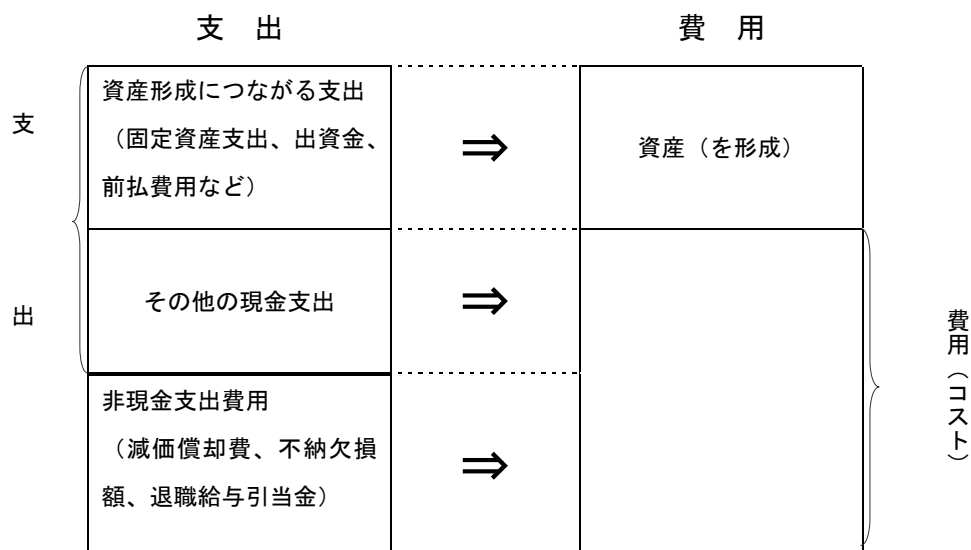 支 出
費 用
支
出
資産形成につながる支出
（固定資産支出、出資金、
前払費用など）
⇒
資産（を形成）
その他の現金支出
⇒
非現金支出費用
（減価償却費、不納欠損
額、退職給与引当金）
⇒
費用（コスト）